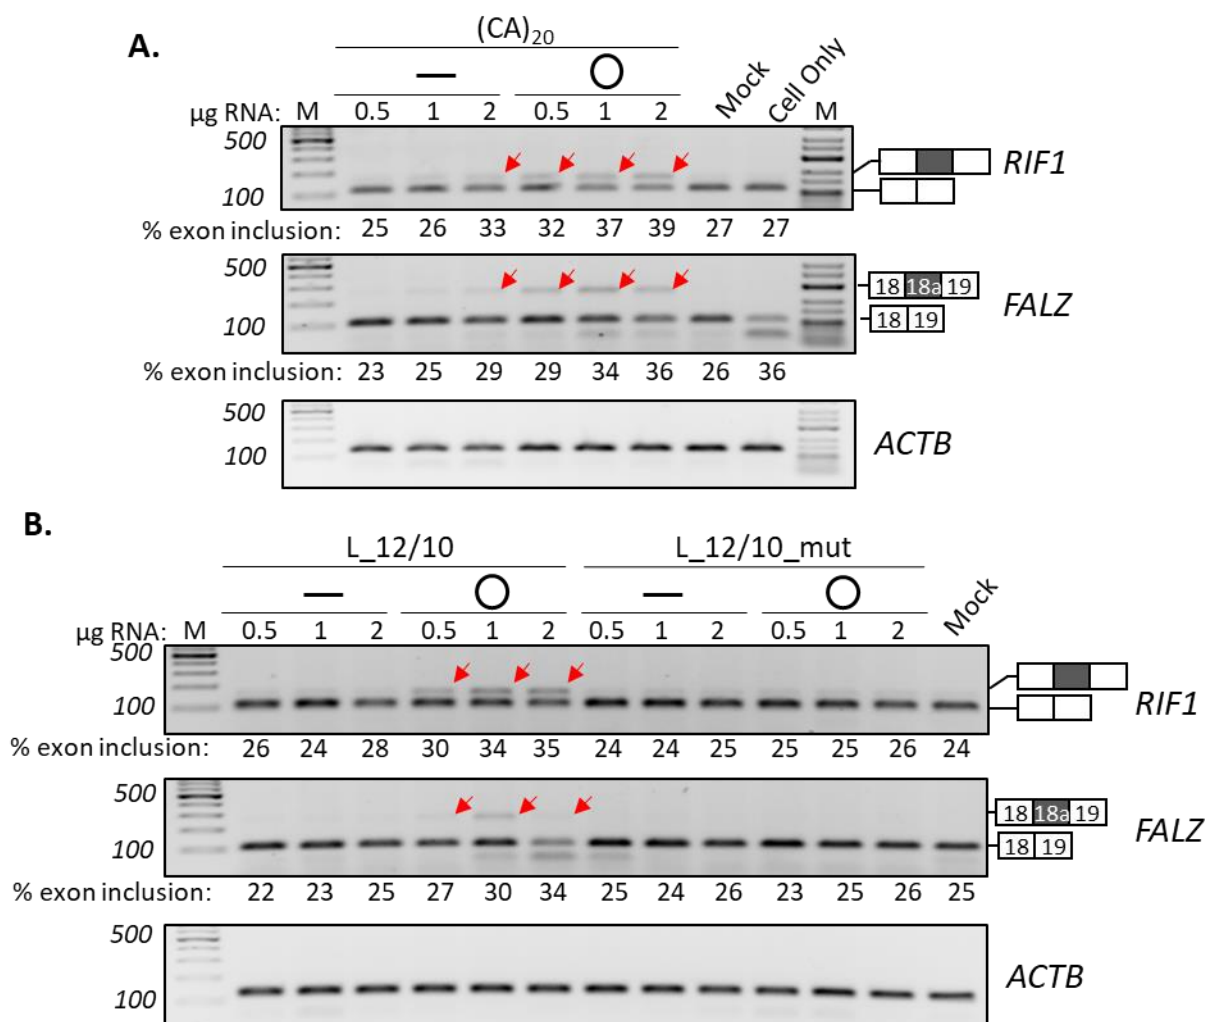 A.
(CA)20
Mock
Cell Only
µg RNA: M 0.5 1 2 0.5 1 2 M
500
100
RIF1
% exon inclusion: 25 26 33 32 37 39 27 27
500
100
18 18a 19
18 19
FALZ
% exon inclusion: 23 25 29 29 34 36 26 36
500
100
ACTB
B.
L_12/10 L_12/10_mut
Mock
µg RNA: M 0.5 1 2 0.5 1 2 0.5 1 2 0.5 1 2
500
100
RIF1
% exon inclusion: 26 24 28 30 34 35 24 24 25 25 25 26 24
500
100
18 18a 19
18 19
FALZ
% exon inclusion: 22 23 25 27 30 34 25 24 26 23 25 26 25
500
100
ACTB